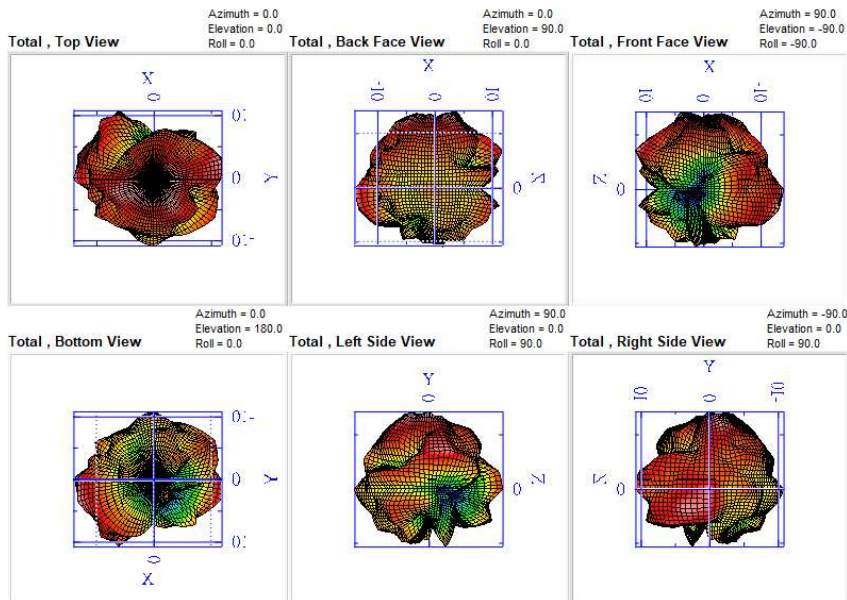 Azimuth = 0.0
Elevation = 0.0
Roll = 0.0
Total , Top View
X
0
Y
Azimuth = 0.0
Elevation = 90.0
Roll = 0.0
Total , Back Face View
X
-10 0 10
0
Z
Azimuth = 90.0
Elevation = -90.0
Roll = -90.0
Total , Front Face View
X
10 0 -10
Z 0
Azimuth = 0.0
Elevation = 180.0
Roll = 0.0
Total , Bottom View
0
Y
0
X
Azimuth = 90.0
Elevation = 0.0
Roll = 90.0
Total , Left Side View
Y
0
0 Z
Azimuth = -90.0
Elevation = 0.0
Roll = 90.0
Total , Right Side View
Y
10 0 -10
Z 0